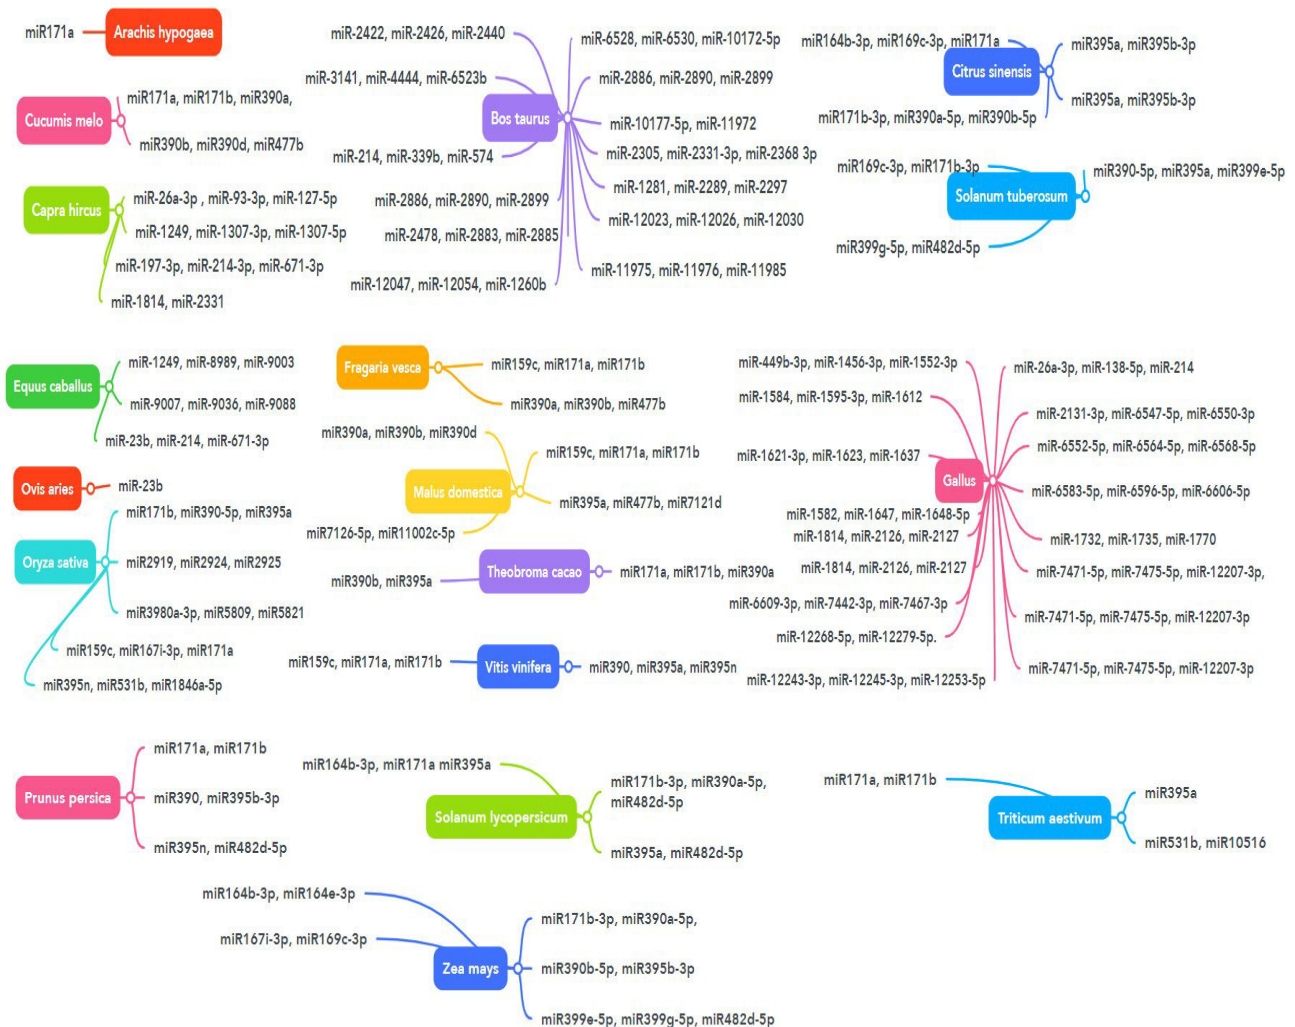 miR171a
Arachis hypogaea
Cucumis melo
miR171a, miR171b, miR390a,
miR390b, miR390d, miR477b
Capra hircus
miR-26a-3p , miR-93-3p, miR-127-5p
miR-1249, miR-1307-3p, miR-1307-5p
miR-197-3p, miR-214-3p, miR-671-3p
miR-1814, miR-2331
miR-2422, miR-2426, miR-2440
miR-3141, miR-4444, miR-6523b
Bos taurus
miR-214, miR-339b, miR-574
miR-2886, miR-2890, miR-2899
miR-2478, miR-2883, miR-2885
miR-12047, miR-12054, miR-1260b
miR-6528, miR-6530, miR-10172-5p
miR-2886, miR-2890, miR-2899
miR-10177-5p, miR-11972
miR-2305, miR-2331-3p, miR-2368 3p
miR-1281, miR-2289, miR-2297
miR-12023, miR-12026, miR-12030
miR-11975, miR-11976, miR-11985
miR164b-3p, miR169c-3p, miR171a
Citrus sinensis
miR171b-3p, miR390a-5p, miR390b-5p
miR395a, miR395b-3p
miR395a, miR395b-3p
miR169c-3p, miR171b-3p
Solanum tuberosum
miR399g-5p, miR482d-5p
miR390-5p, miR395a, miR399e-5p
Equus caballus
miR-1249, miR-8989, miR-9003
miR-9007, miR-9036, miR-9088
miR-23b, miR-214, miR-671-3p
Ovis aries
miR-23b
Oryza sativa
miR171b, miR390-5p, miR395a
miR2919, miR2924, miR2925
miR3980a-3p, miR5809, miR5821
miR159c, miR167i-3p, miR171a
miR395n, miR531b, miR1846a-5p
Fragaria vesca
miR159c, miR171a, miR171b
miR390a, miR390b, miR477b
miR390a, miR390b, miR390d
Malus domestica
miR7126-5p, miR11002c-5p
miR159c, miR171a, miR171b
miR395a, miR477b, miR7121d
miR390b, miR395a
Theobroma cacao
miR171a, miR171b, miR390a
miR159c, miR171a, miR171b
Vitis vinifera
miR390, miR395a, miR395n
miR-449b-3p, miR-1456-3p, miR-1552-3p
miR-1584, miR-1595-3p, miR-1612
miR-1621-3p, miR-1623, miR-1637
Gallus
miR-1582, miR-1647, miR-1648-5p
miR-1814, miR-2126, miR-2127
miR-1814, miR-2126, miR-2127
miR-6609-3p, miR-7442-3p, miR-7467-3p
miR-12268-5p, miR-12279-5p.
miR-12243-3p, miR-12245-3p, miR-12253-5p
miR-26a-3p, miR-138-5p, miR-214
miR-2131-3p, miR-6547-5p, miR-6550-3p
miR-6552-5p, miR-6564-5p, miR-6568-5p
miR-6583-5p, miR-6596-5p, miR-6606-5p
miR-1732, miR-1735, miR-1770
miR-7471-5p, miR-7475-5p, miR-12207-3p,
miR-7471-5p, miR-7475-5p, miR-12207-3p
miR-7471-5p, miR-7475-5p, miR-12207-3p
Prunus persica
miR171a, miR171b
miR390, miR395b-3p
miR395n, miR482d-5p
miR164b-3p, miR171a miR395a
Solanum lycopersicum
miR171b-3p, miR390a-5p,
miR482d-5p
miR395a, miR482d-5p
miR171a, miR171b
Triticum aestivum
miR395a
miR531b, miR10516
miR164b-3p, miR164e-3p
miR167i-3p, miR169c-3p
Zea mays
miR171b-3p, miR390a-5p,
miR390b-5p, miR395b-3p
miR399e-5p, miR399g-5p, miR482d-5p